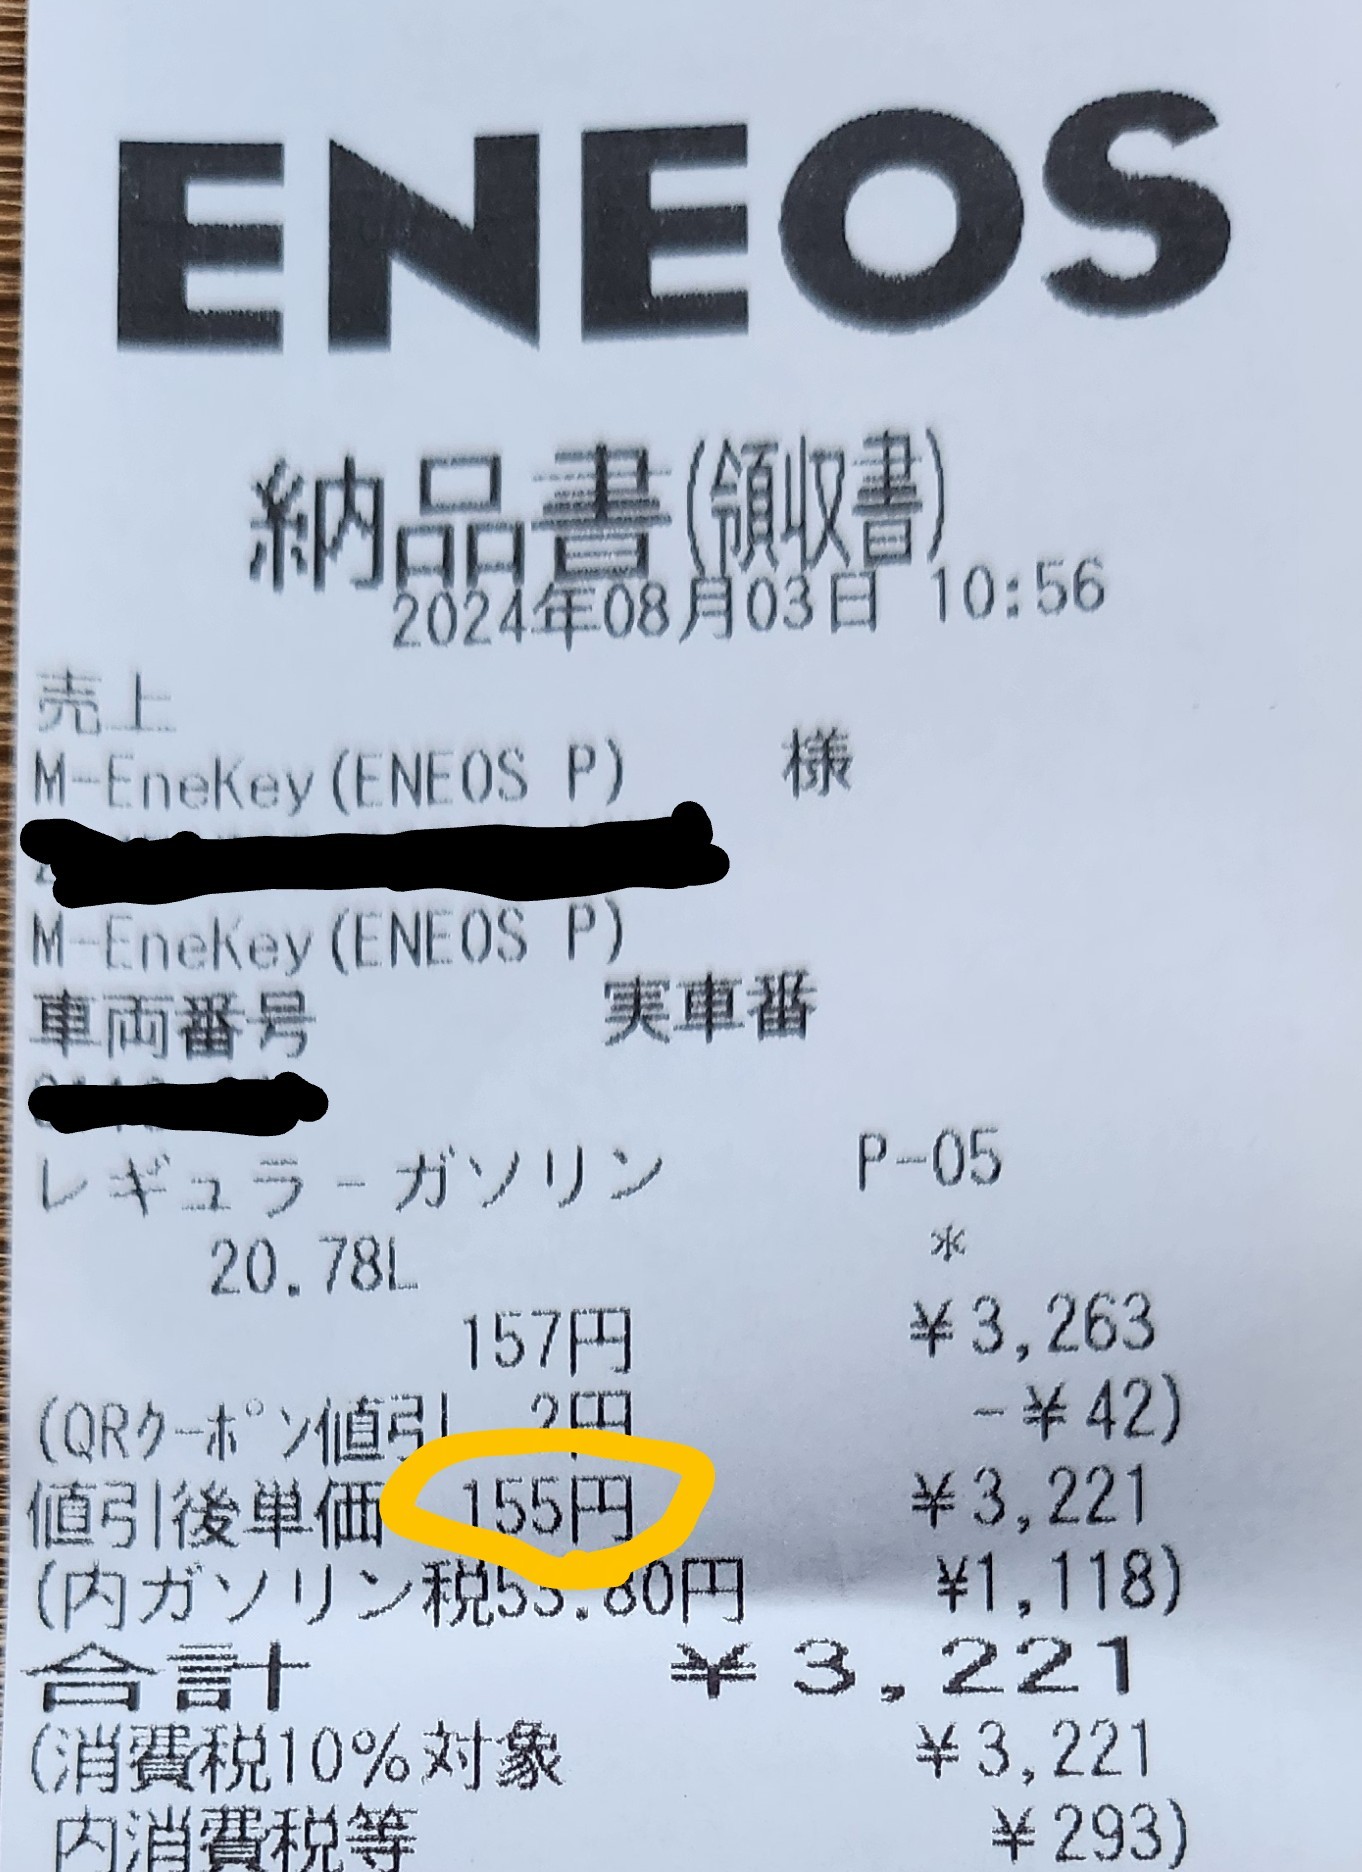 ENEOS
納品書(領収書)
2024年08月03日 10:56
売上
M-EneKey(ENEOS P) 様
M-EneKey(ENEOS P)
車両番号 実車番
レギュラ-ガソリン P-05
20.78L *
157円 ¥3,263
(QRクーポン値引 2円 -¥42)
値引後単価 155円 ¥3,221
(内ガソリン税53.80円 ¥1,118)
合計 ¥3,221
(消費税10%対象 ¥3,221
内消費税等 ¥293)